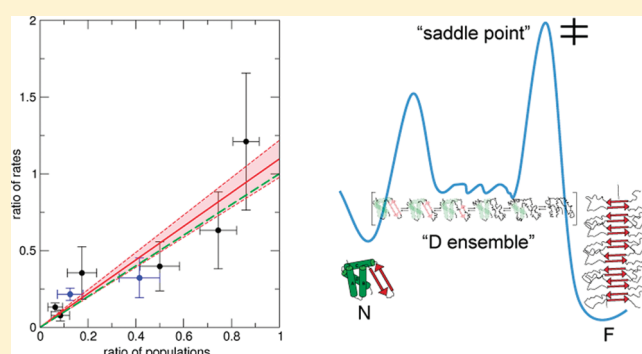 2
1.5
1
0.5
0
0
0.2
0.4
0.6
0.8
1
ratio of rates
ratio of populations
"saddle point" ‡
"D ensemble"
N
F